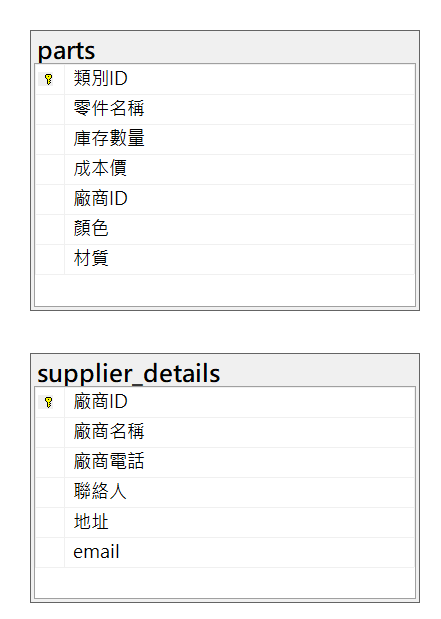 parts
類別ID
零件名稱
庫存數量
成本價
廠商ID
顏色
材質
supplier_details
廠商ID
廠商名稱
廠商電話
聯絡人
地址
email